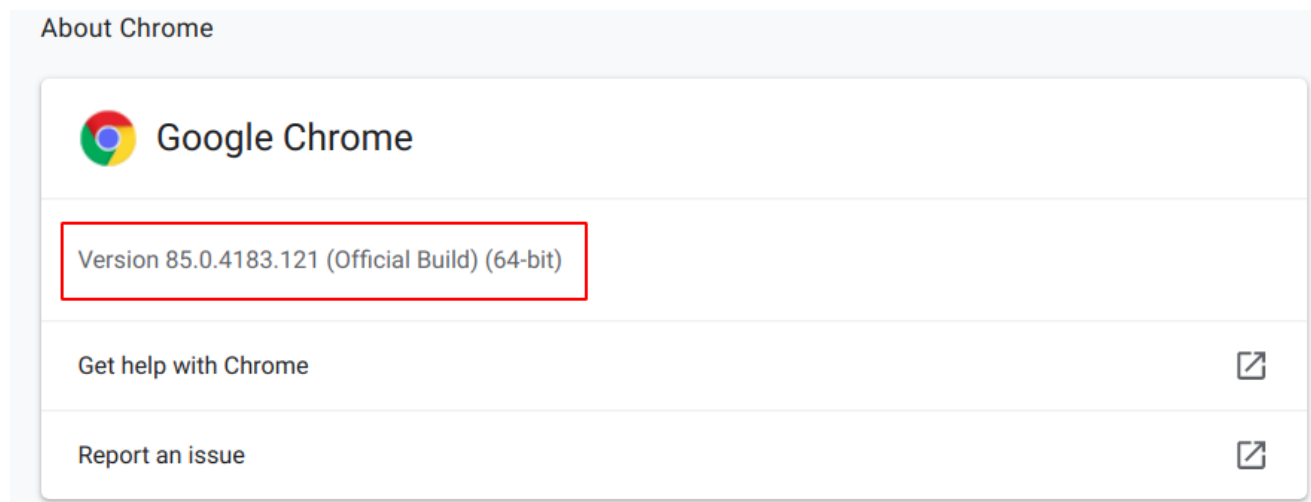 About Chrome
Google Chrome
Version 85.0.4183.121 (Official Build) (64-bit)
Get help with Chrome
Report an issue